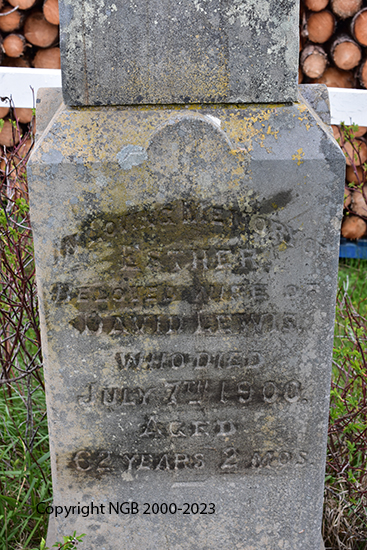 IN LOVING MEMORY
ESTHER,
BELOVED WIFE OF
DAVID LEWIS,
WHO DIED
JULY 7TH 1900.
AGED
62 YEARS 2 MOS
Copyright NGB 2000-2023